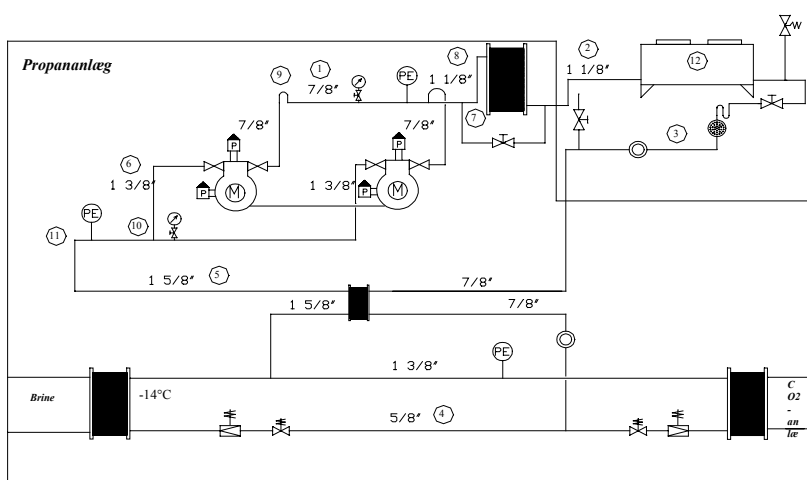 Propananlæg
8
2
12
W
9
1
7/8"
PE
1 1/8"
1 1/8"
7/8"
7/8"
7
3
P
P
6
1 3/8"
1 3/8"
P
M
P
M
PE
11
10
1 5/8"
5
7/8"
1 5/8"
7/8"
PE
1 3/8"
Brine
-14°C
5/8"
4
C
O2
-
an
læ